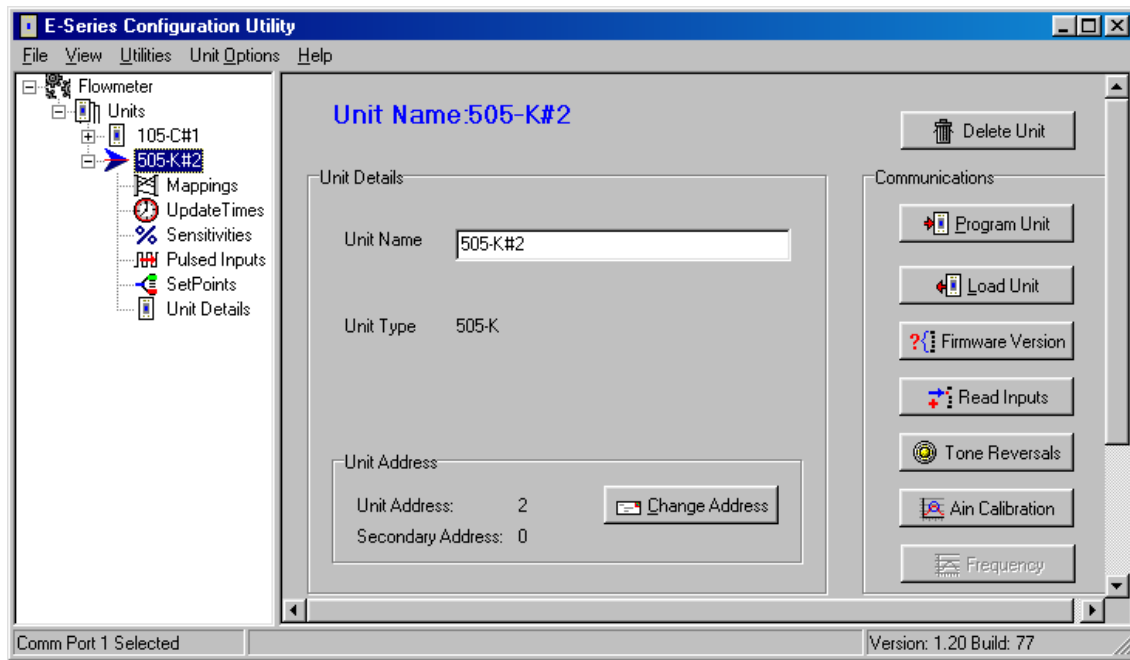 E-Series Configuration Utility
File View Utilities Unit Options Help
Flowmeter
Units
105-C#1
505-K#2
Mappings
UpdateTimes
Sensitivities
Pulsed Inputs
SetPoints
Unit Details
Unit Name:505-K#2
Delete Unit
Unit Details
Unit Name 505-K#2
Unit Type 505-K
Unit Address
Unit Address: 2
Change Address
Secondary Address: 0
Communications
Program Unit
Load Unit
Firmware Version
Read Inputs
Tone Reversals
Ain Calibration
Frequency
Comm Port 1 Selected
Version: 1.20 Build: 77